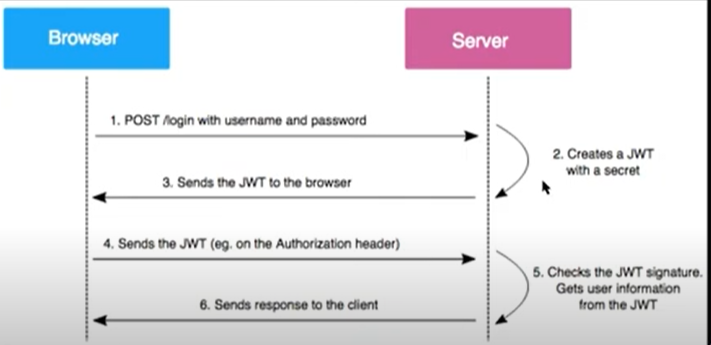 Browser
Server
1. POST /login with username and password
2. Creates a JWT
with a secret
3. Sends the JWT to the browser
4. Sends the JWT (eg. on the Authorization header)
5. Checks the JWT signature.
Gets user information
from the JWT
6. Sends response to the client